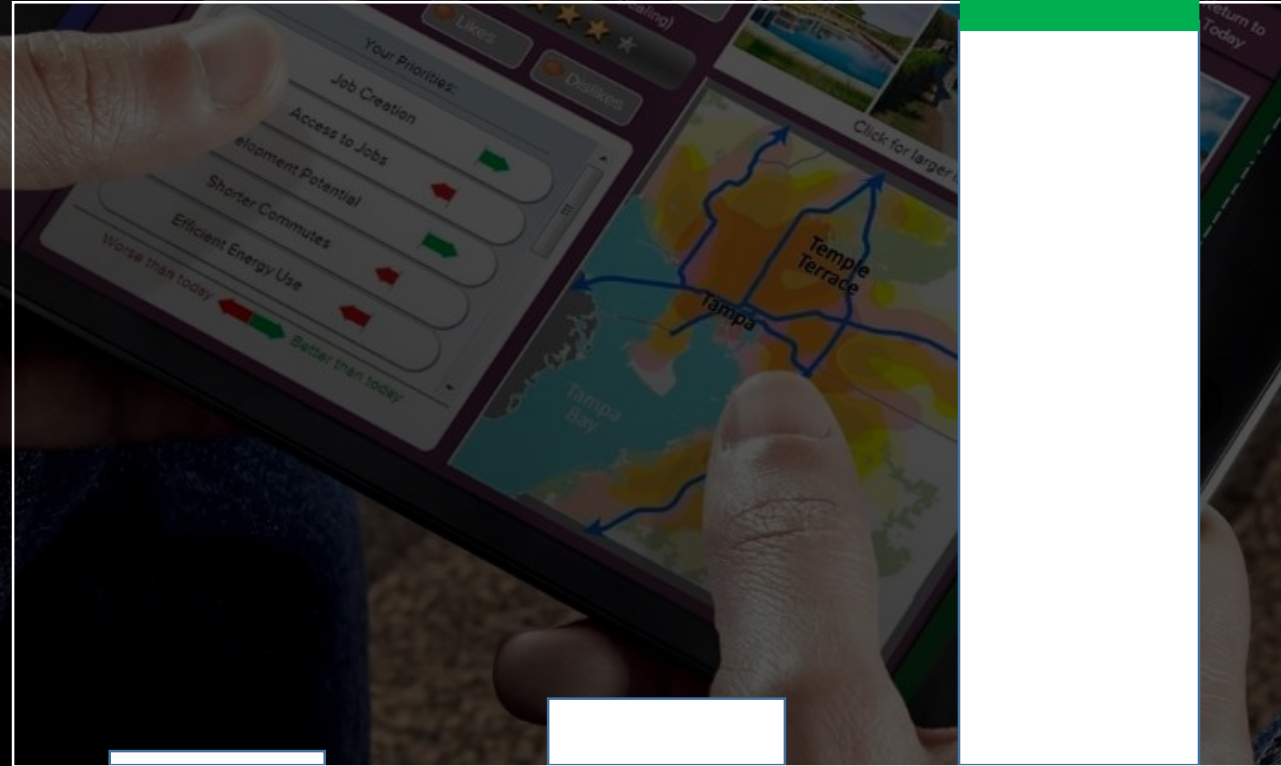 Your Priorities:
Job Creation
Access to Jobs
elopment Potential
Shorter Commutes
Efficient Energy Use
Worse than today
Better than today
Likes
Dislikes
Click for larger
Return to
Today
Temple
Terrace
Tampa
Tampa
Bay